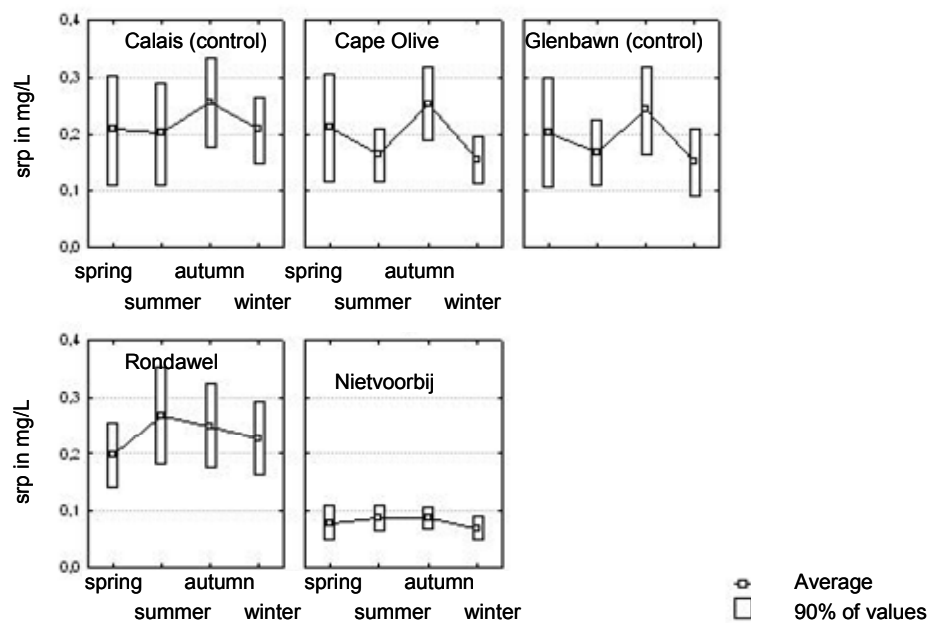 0,4
Calais (control)
Cape Olive
Glenbawn (control)
srp in mg/L
0,3
0,2
0,1
0,0
spring
autumn
spring
autumn
summer
winter
summer
winter
0,4
Rondawel
Nietvoorbij
srp in mg/L
0,3
0,2
0,1
0,0
spring
autumn
spring
autumn
summer
winter
summer
winter
Average
90% of values